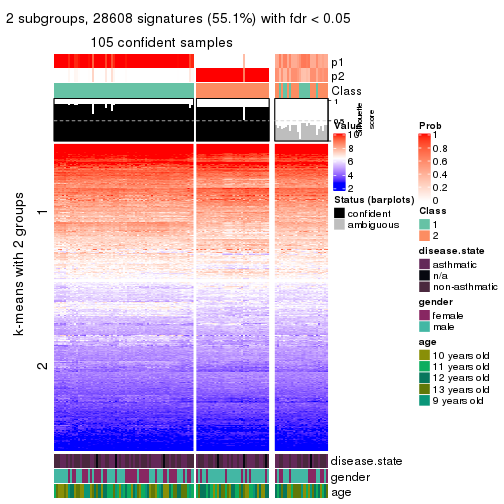 2 subgroups, 28608 signatures (55.1%) with fdr < 0.05
105 confident samples
p1
p2
Class
1
0.5
Silhouette
score
k-means with 2 groups
1
2
disease.state
gender
age
Value
10
8
6
4
2
Status (barplots)
confident
ambiguous
Prob
1
0.8
0.6
0.4
0.2
0
Class
1
2
disease.state
asthmatic
n/a
non-asthmatic
gender
female
male
age
10 years old
11 years old
12 years old
13 years old
9 years old